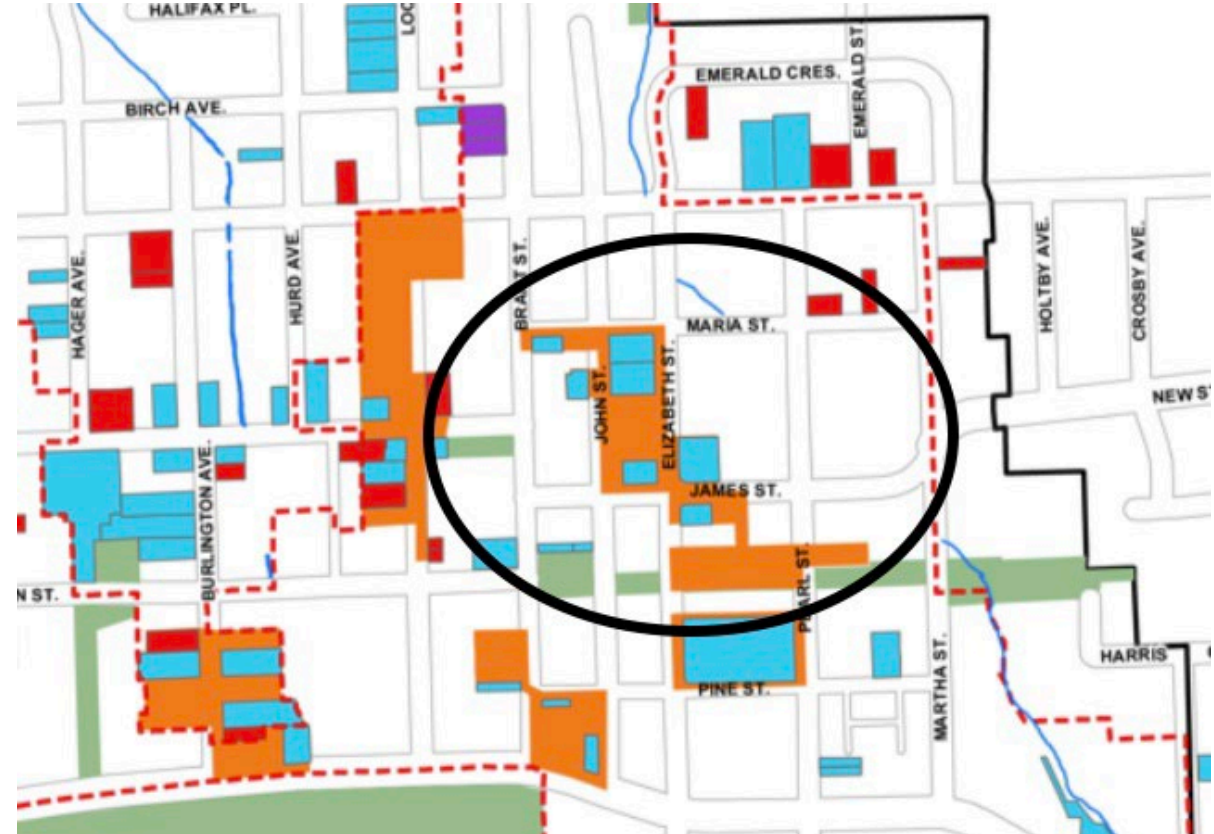 HALIFAX PL.
LOC
EMERALD CRES.
EMERALD ST.
BIRCH AVE.
HAGER AVE.
HURD AVE.
BRANT ST.
MARIA ST.
HOLTBY AVE.
CROSBY AVE.
JOHN ST.
ELIZABETH ST.
NEW S
JAMES ST.
BURLINGTON AVE.
N ST.
PEARL ST.
HARRIS
PINE ST.
MARTHA ST.